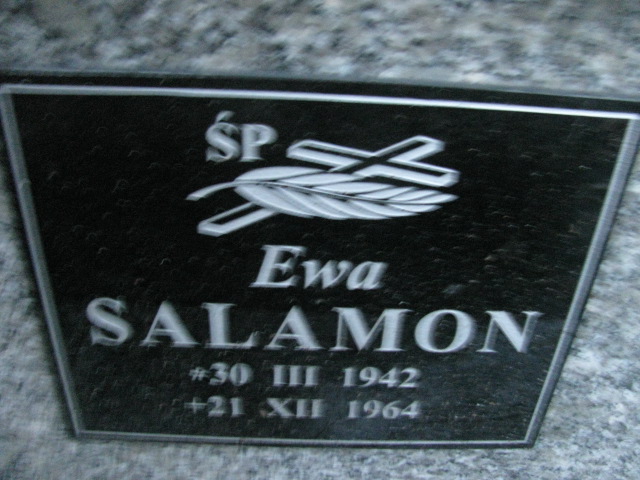 ŚP
Ewa
SALAMON
*30 III 1942
+21 XII 1964